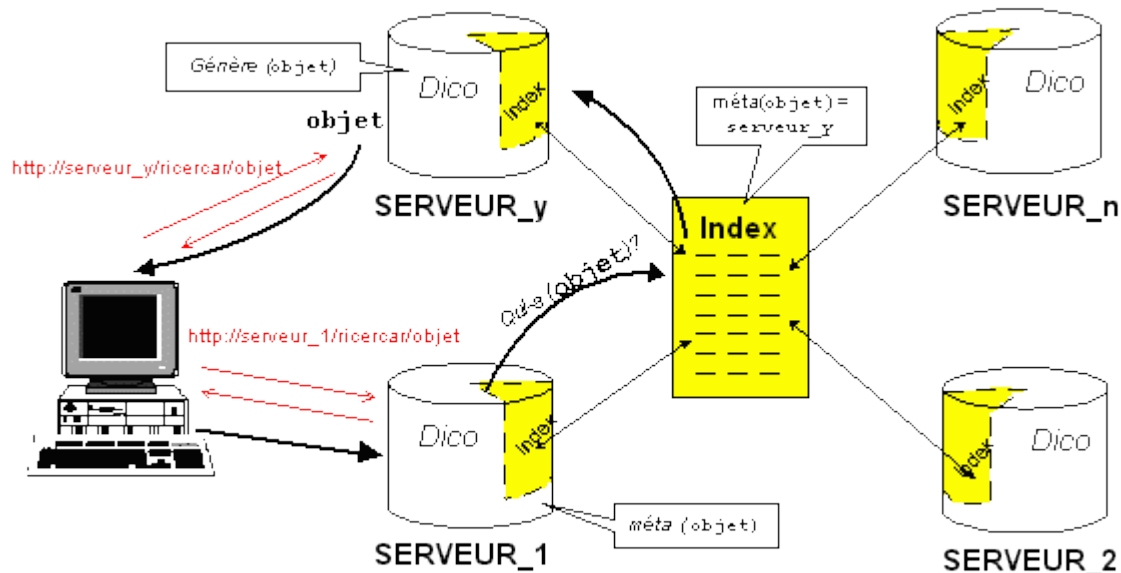 Génère (objet)
Dico
Index
objet
http://serveur_y/ricercar/objet
SERVEUR_y
méta(objet) =
serveur_y
Index
Dico
SERVEUR_n
Index
Qui-a (objet)?
http://serveur_1/ricercar/objet
Dico
Index
méta (objet)
SERVEUR_1
Index
Dico
SERVEUR_2